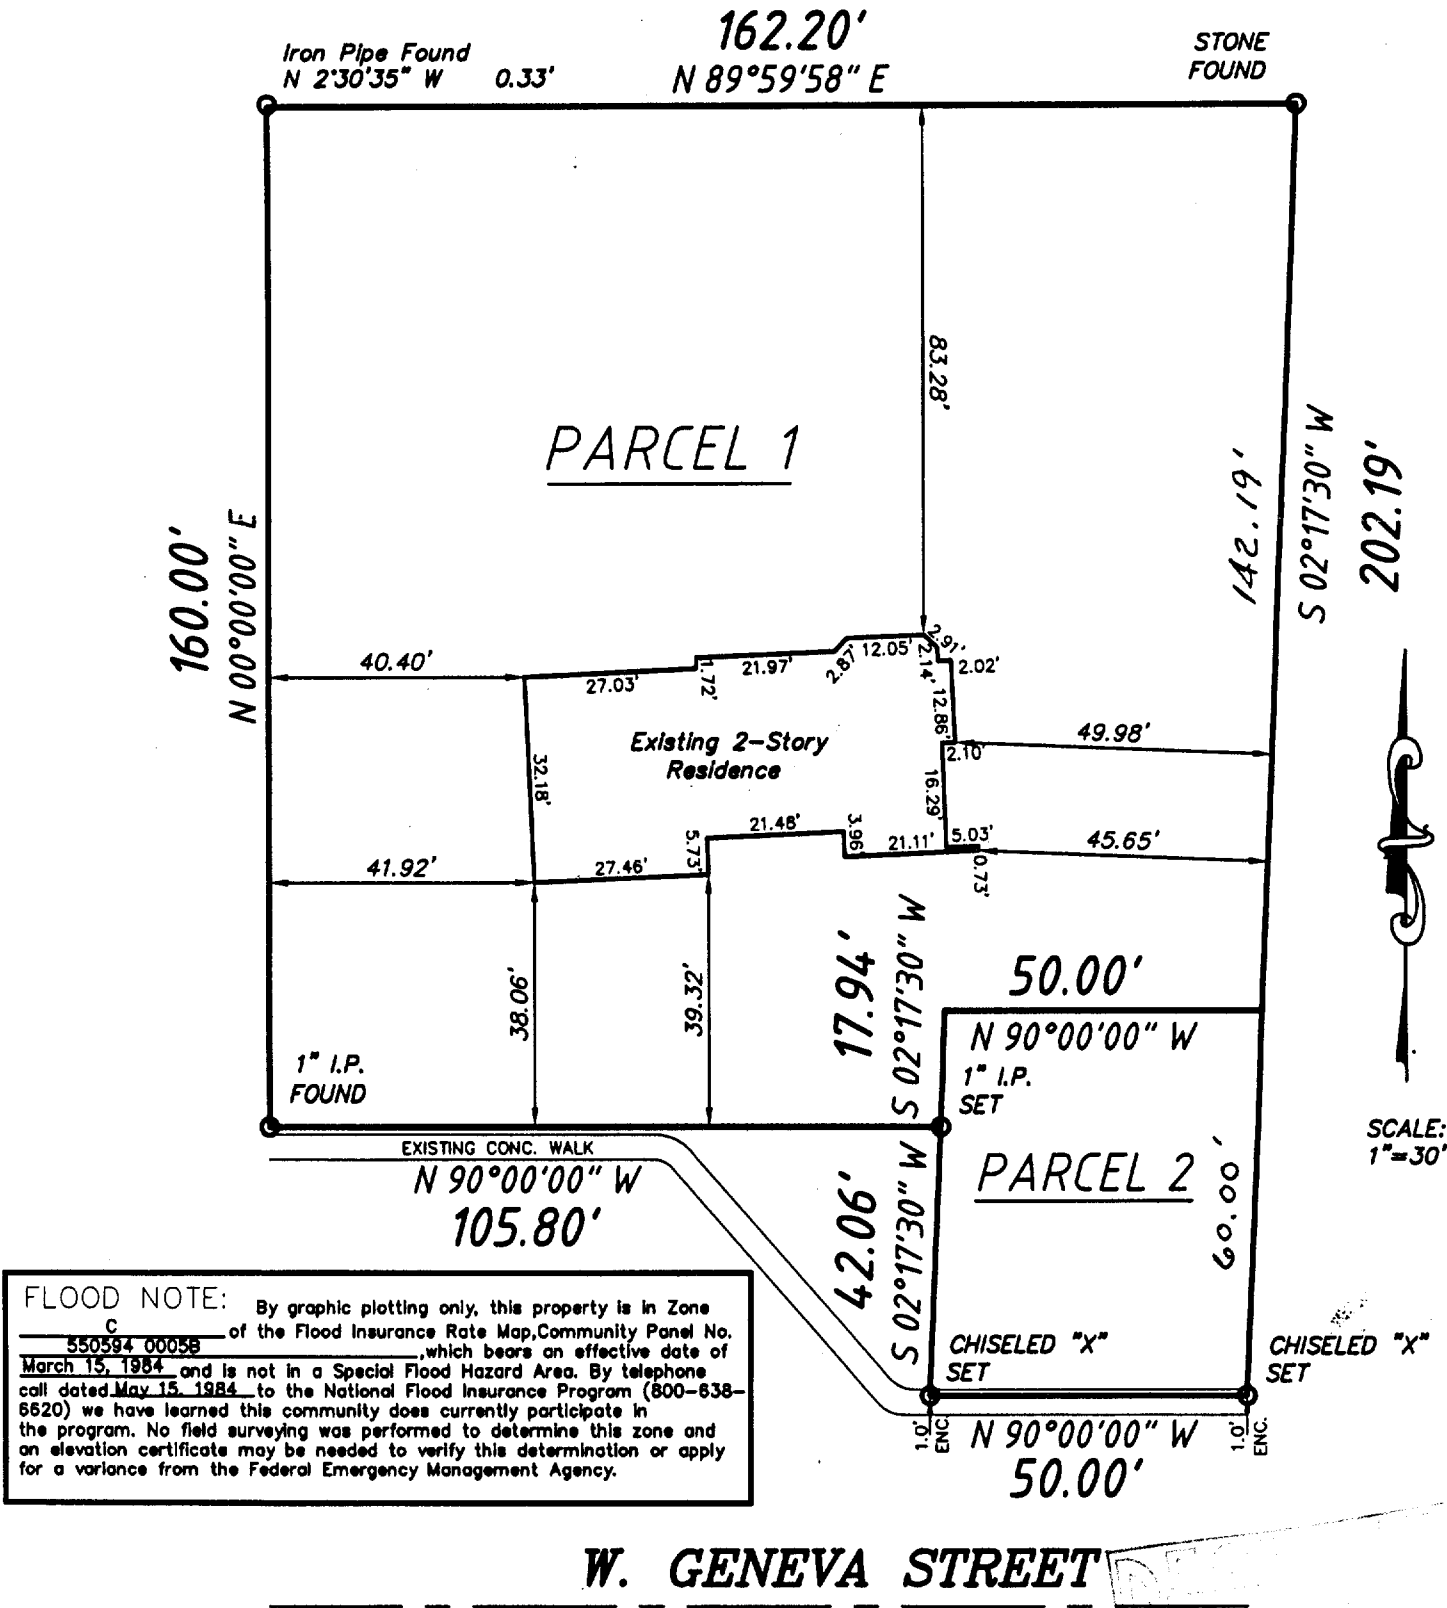 162.20'
N 89°59'58" E
Iron Pipe Found
N 2°30'35" W 0.33'
STONE
FOUND
83.28'
PARCEL 1
142.19'
S 02°17'30" W
202.19'
160.00'
N 00°00'00" E
40.40'
27.03'
1.72'
21.97'
2.87'
12.05'
2.91'
2.14'
2.02'
12.86'
2.10'
49.98'
Existing 2-Story
Residence
32.18'
16.29'
21.48'
5.73'
3.96'
21.11'
5.03'
0.73'
45.65'
41.92'
27.46'
38.06'
39.32'
17.94'
S 02°17'30" W
50.00'
N 90°00'00" W
1" I.P.
SET
1" I.P.
FOUND
EXISTING CONC. WALK
N 90°00'00" W
105.80'
42.06'
S 02°17'30" W
PARCEL 2
60.00'
SCALE:
1"=30'
CHISELED "X"
SET
CHISELED "X"
SET
1.0'
ENC.
N 90°00'00" W
50.00'
1.0'
ENC.
FLOOD NOTE: By graphic plotting only, this property is in Zone
C of the Flood Insurance Rate Map,Community Panel No.
550594 0005B ,which bears an effective date of
March 15, 1984 and is not in a Special Flood Hazard Area. By telephone
call dated May 15, 1984 to the National Flood Insurance Program (800-638-
6620) we have learned this community does currently participate in
the program. No field surveying was performed to determine this zone and
an elevation certificate may be needed to verify this determination or apply
for a variance from the Federal Emergency Management Agency.
W. GENEVA STREET